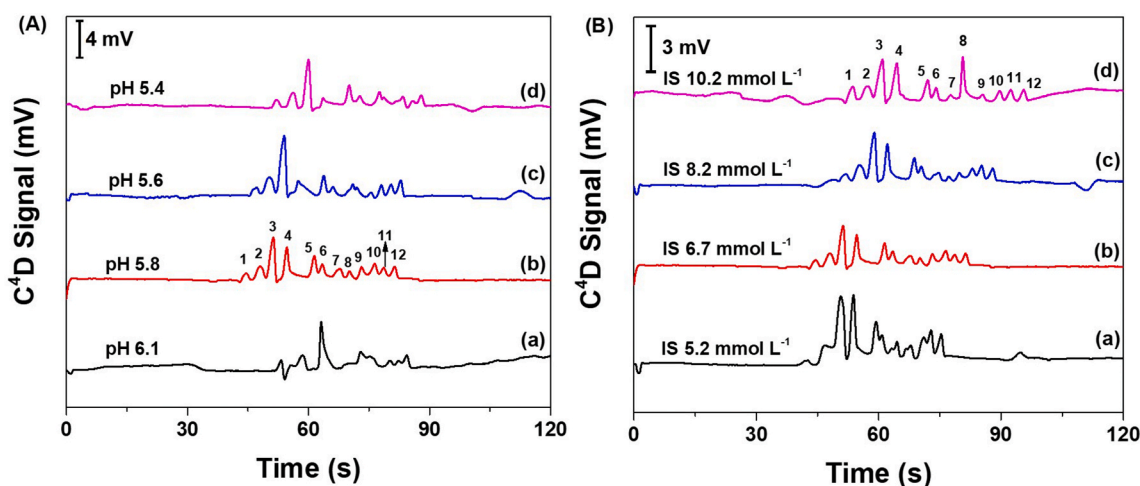 (A)
4 mV
C⁴D Signal (mV)
pH 5.4
(d)
pH 5.6
(c)
1 2 3 4 5 6 7 8 9 10 11 12
pH 5.8
(b)
pH 6.1
(a)
0 30 60 90 120
Time (s)
(B)
3 mV
C⁴D Signal (mV)
1 2 3 4 5 6 7 8 9 10 11 12
IS 10.2 mmol L⁻¹
(d)
IS 8.2 mmol L⁻¹
(c)
IS 6.7 mmol L⁻¹
(b)
IS 5.2 mmol L⁻¹
(a)
0 30 60 90 120
Time (s)